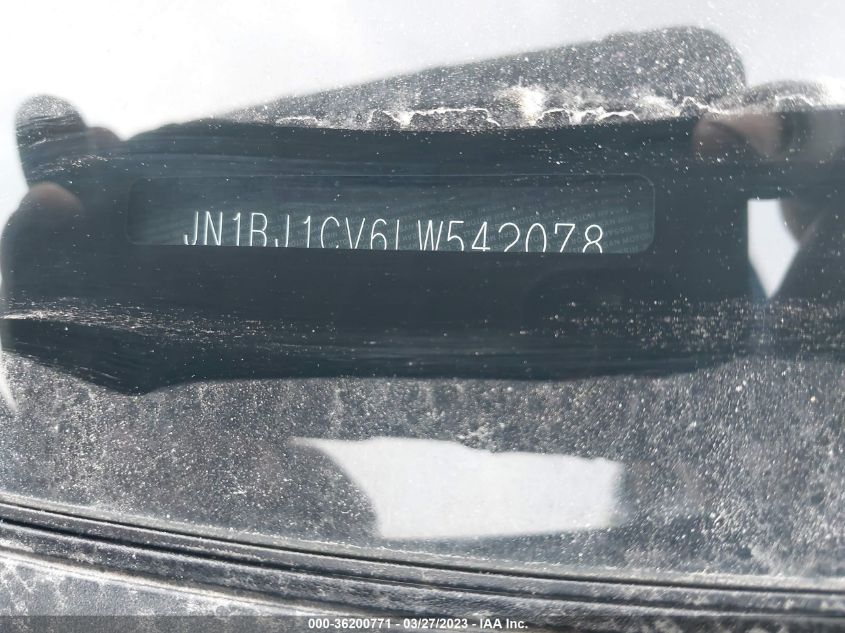 JN1BJ1CV6LW542078
000-36200771 - 03/27/2023 - © IAA, Inc.